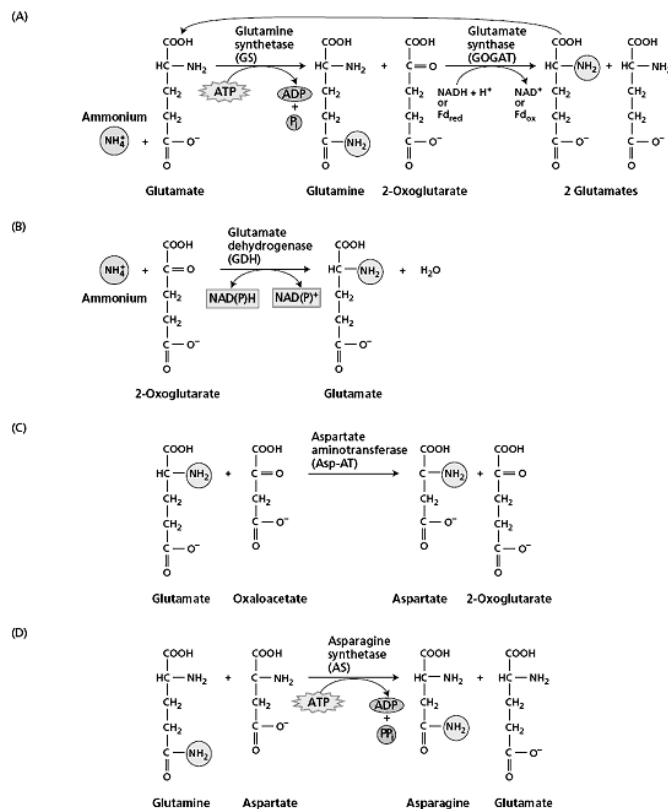 (A)
COOH
HC — NH₂
CH₂
CH₂
C — O⁻
O
Ammonium
NH₄⁺ +
Glutamate
Glutamine
synthetase
(GS)
ATP
ADP
+
Pi
COOH
HC — NH₂
CH₂
CH₂
C — NH₂
O
Glutamine
+
COOH
C = O
CH₂
CH₂
C — O⁻
O
2-Oxoglutarate
Glutamate
synthase
(GOGAT)
NADH + H⁺
or
Fdred
NAD⁺
or
Fdox
COOH
HC — NH₂
CH₂
CH₂
C — O⁻
O
+
COOH
HC — NH
CH₂
CH₂
C — O⁻
O
2 Glutamates
(B)
NH₄⁺ +
Ammonium
COOH
C = O
CH₂
CH₂
C — O⁻
O
2-Oxoglutarate
Glutamate
dehydrogenase
(GDH)
NAD(P)H
NAD(P)⁺
COOH
HC — NH₂
CH₂
CH₂
C — O⁻
O
Glutamate
+ H₂O
(C)
COOH
HC — NH₂
CH₂
CH₂
C — O⁻
O
Glutamate
+
COOH
C = O
CH₂
C — O⁻
O
Oxaloacetate
Aspartate
aminotransferase
(Asp-AT)
COOH
C — NH₂
CH₂
C — O⁻
O
Aspartate
+
COOH
C = O
CH₂
CH₂
C — O⁻
O
2-Oxoglutarate
(D)
COOH
HC — NH₂
CH₂
CH₂
C — NH₂
O
Glutamine
+
COOH
C — NH₂
CH₂
C — O⁻
O
Aspartate
Asparagine
synthetase
(AS)
ATP
ADP
+
PPi
COOH
HC — NH₂
CH₂
C — NH₂
O
Asparagine
+
COOH
HC — NH₂
CH₂
CH₂
C — O⁻
O
Glutamate